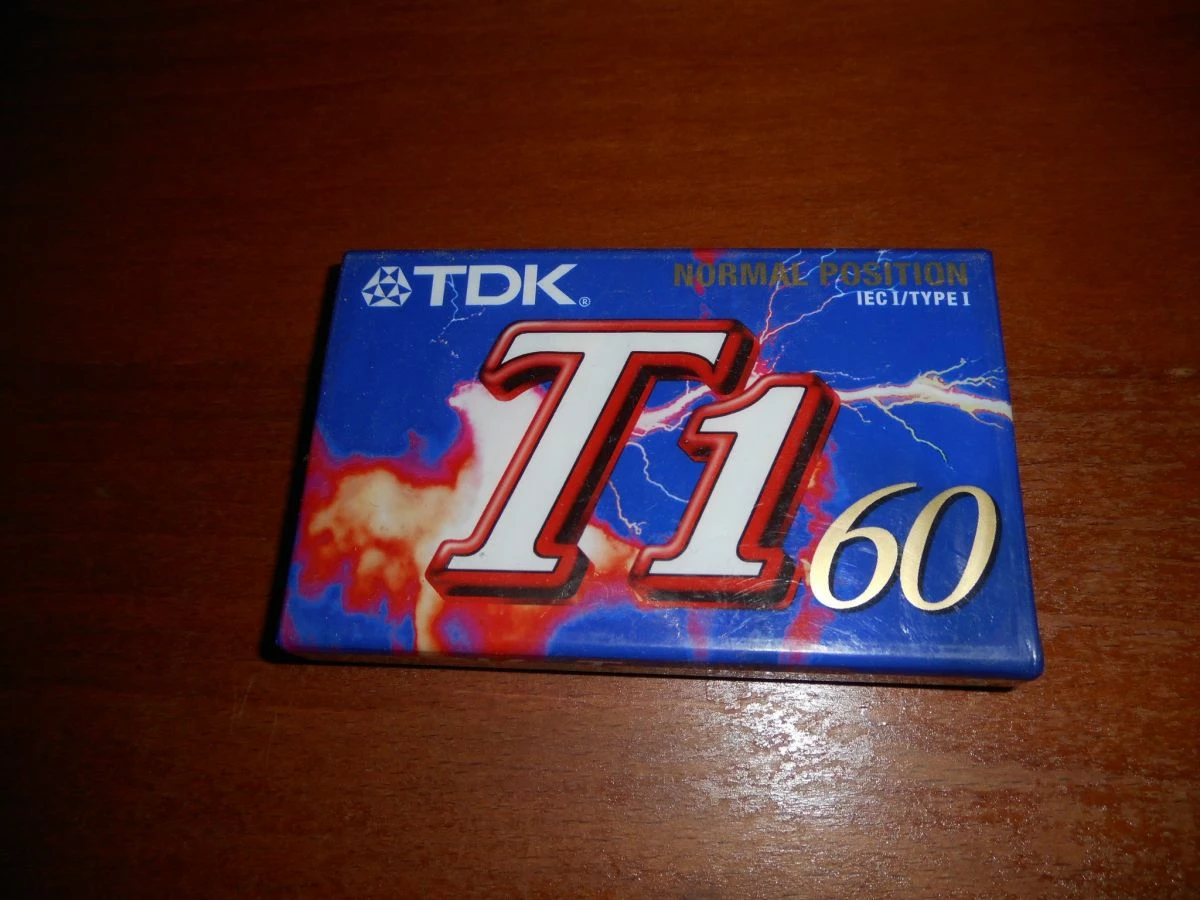 TDK®
NORMAL POSITION
IEC I/TYPE I
T1
60